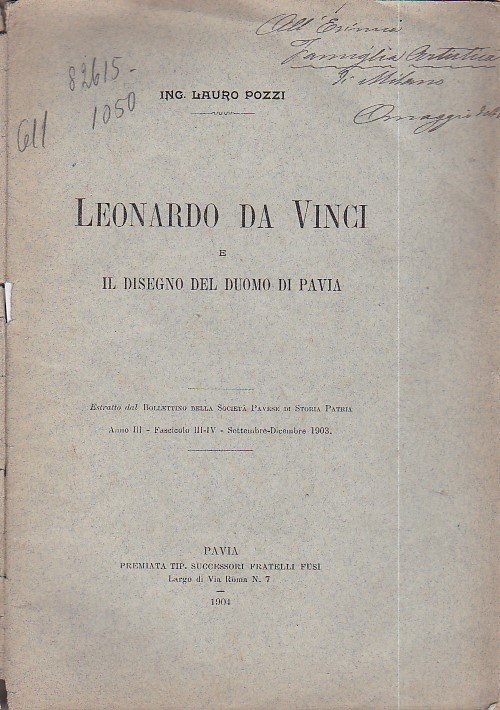 All'Esimia
Famiglia Artistica
di Milano
Omaggio
82615-
1050
611
ING. LAURO POZZI
LEONARDO DA VINCI
E
IL DISEGNO DEL DUOMO DI PAVIA
Estratto dal BOLLETTINO DELLA SOCIETÀ PAVESE DI STORIA PATRIA
Anno III - Fascicolo III-IV - Settembre-Dicembre 1903.
PAVIA
PREMIATA TIP. SUCCESSORI FRATELLI FUSI
Largo di Via Roma N. 7
1904